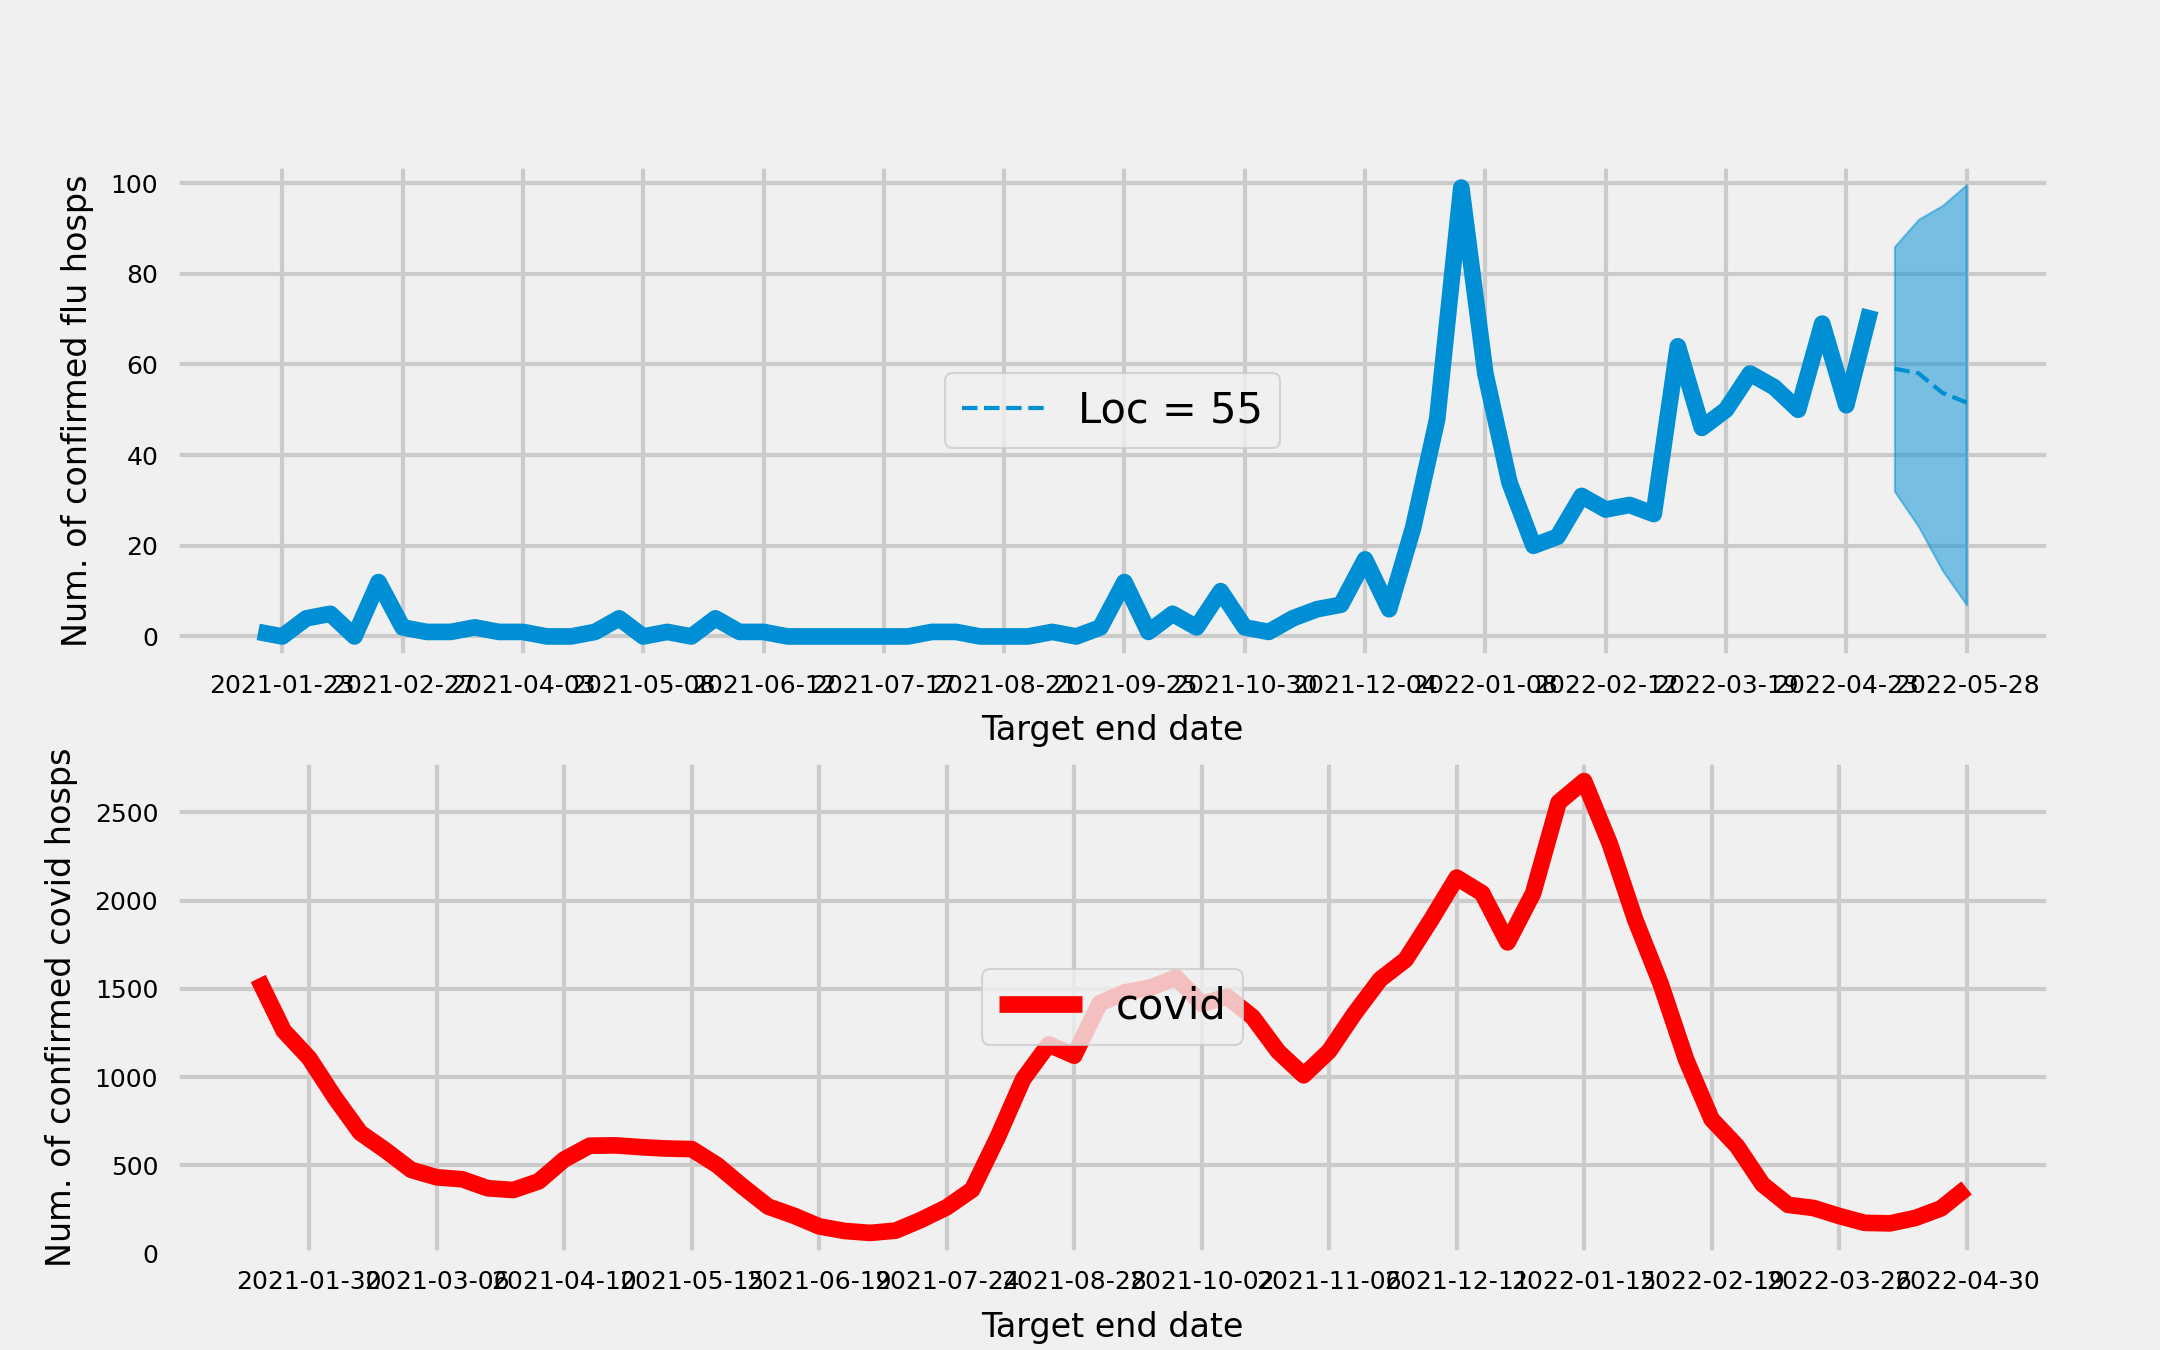 Num. of confirmed flu hosps
100
80
60
40
20
0
Loc = 55
2021-01-23 2021-02-27 2021-04-03 2021-05-08 2021-06-12 2021-07-17 2021-08-21 2021-09-25 2021-10-30 2021-12-04 2022-01-08 2022-02-12 2022-03-19 2022-04-23 2022-05-28
Target end date
Num. of confirmed covid hosps
2500
2000
1500
1000
500
0
covid
2021-01-30 2021-03-06 2021-04-10 2021-05-15 2021-06-19 2021-07-24 2021-08-28 2021-10-02 2021-11-06 2021-12-11 2022-01-15 2022-02-19 2022-03-26 2022-04-30
Target end date